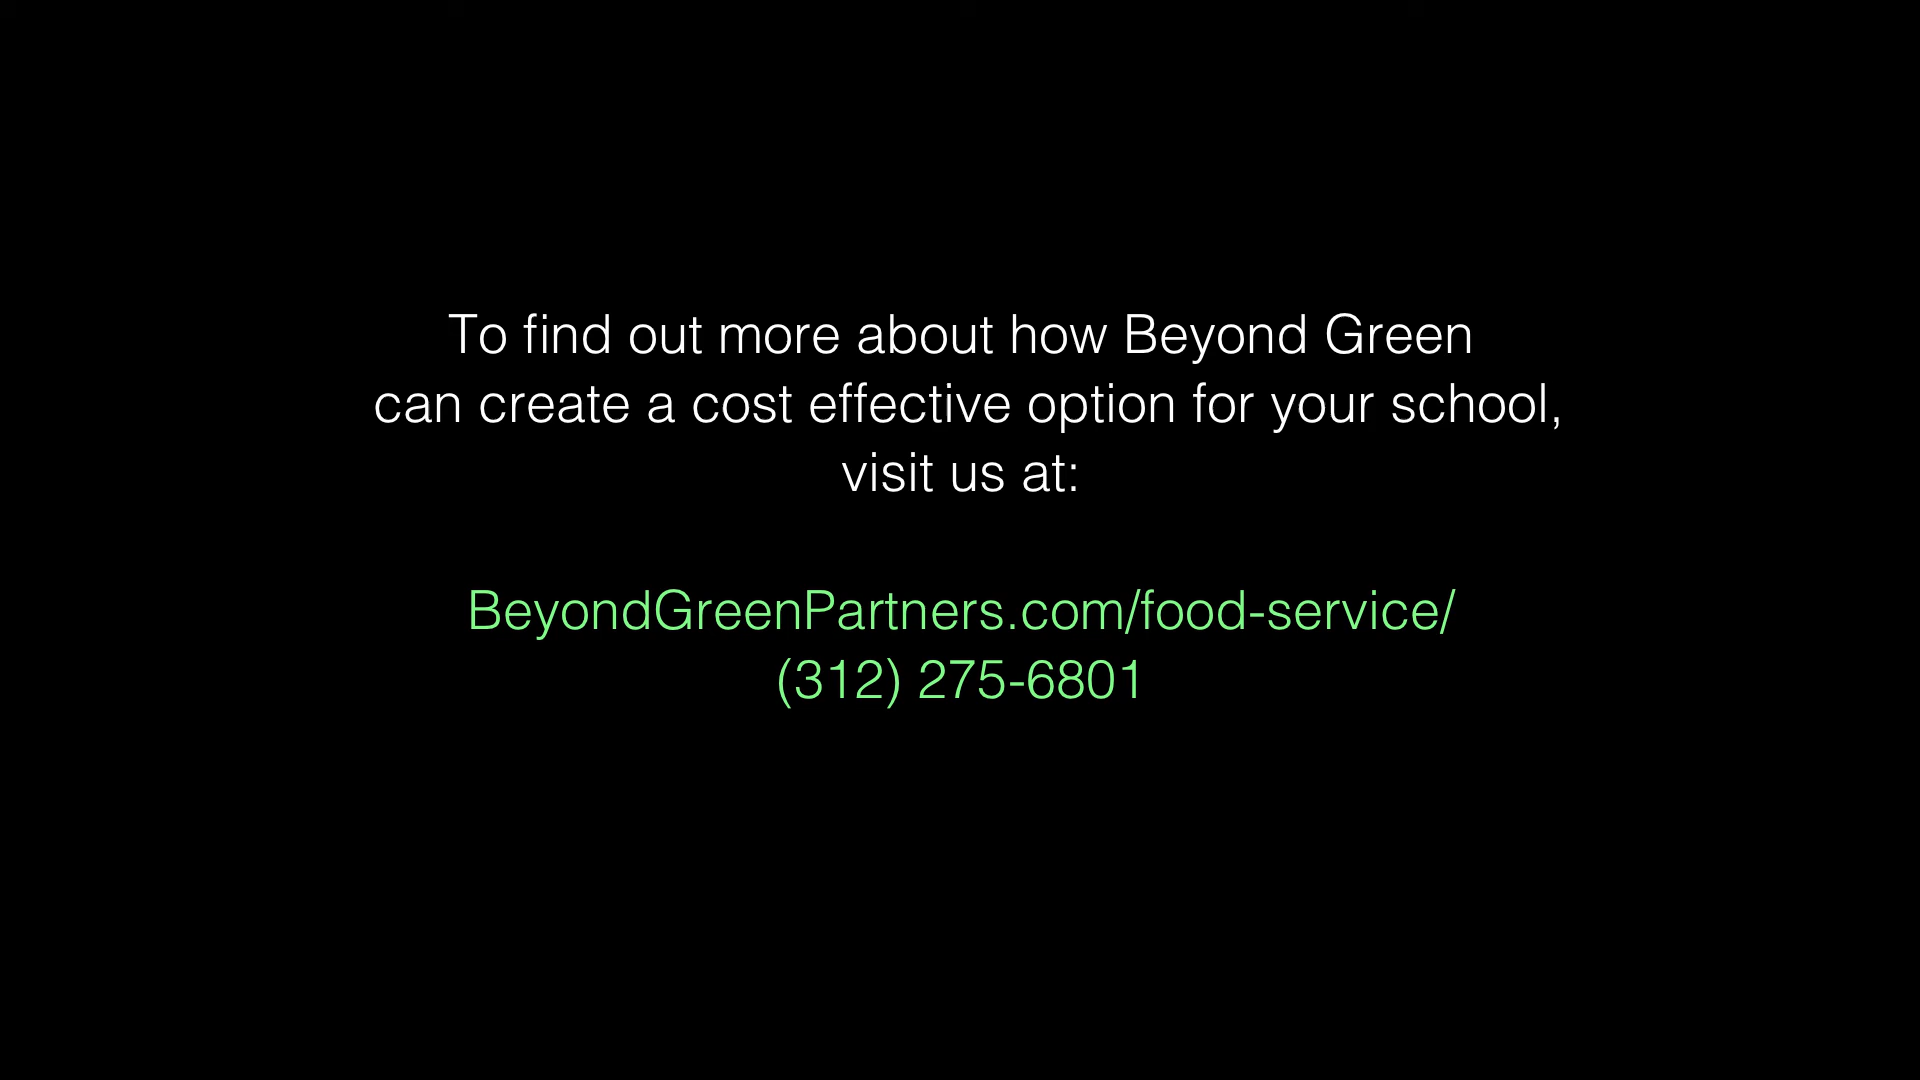 To find out more about how Beyond Green
can create a cost effective option for your school,
visit us at:
BeyondGreenPartners.com/food-service/
(312) 275-6801